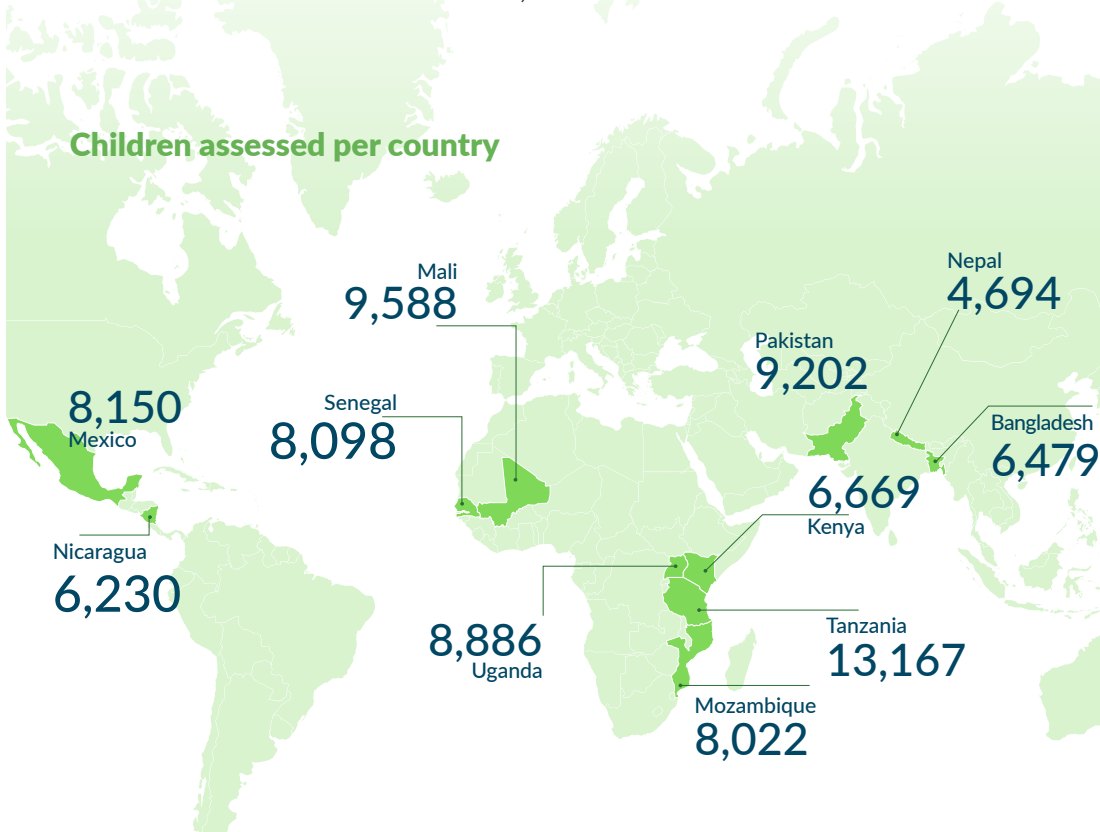 Children assessed per country
Mali
9,588
Nepal
4,694
Pakistan
9,202
8,150
Mexico
Senegal
8,098
Bangladesh
6,479
6,669
Kenya
Nicaragua
6,230
8,886
Uganda
Tanzania
13,167
Mozambique
8,022